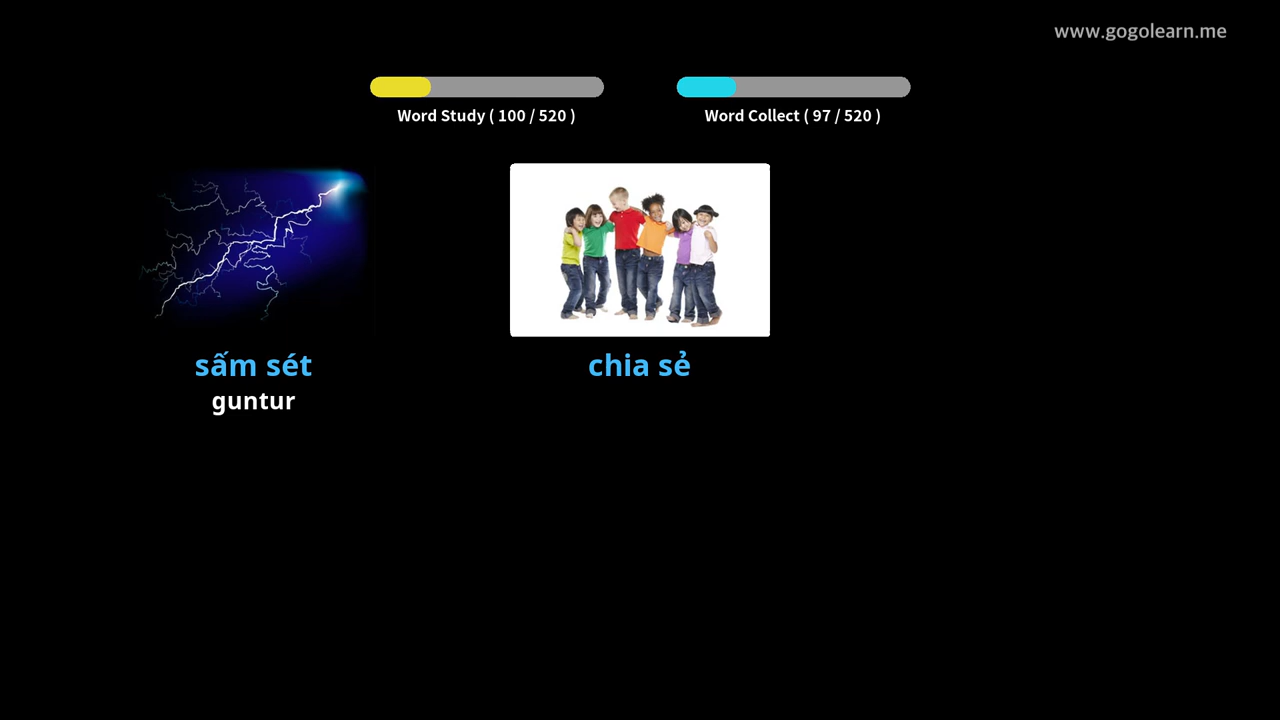 www.gogolearn.me
Word Study ( 100 / 520 )
Word Collect ( 97 / 520 )
sấm sét
guntur
chia sẻ